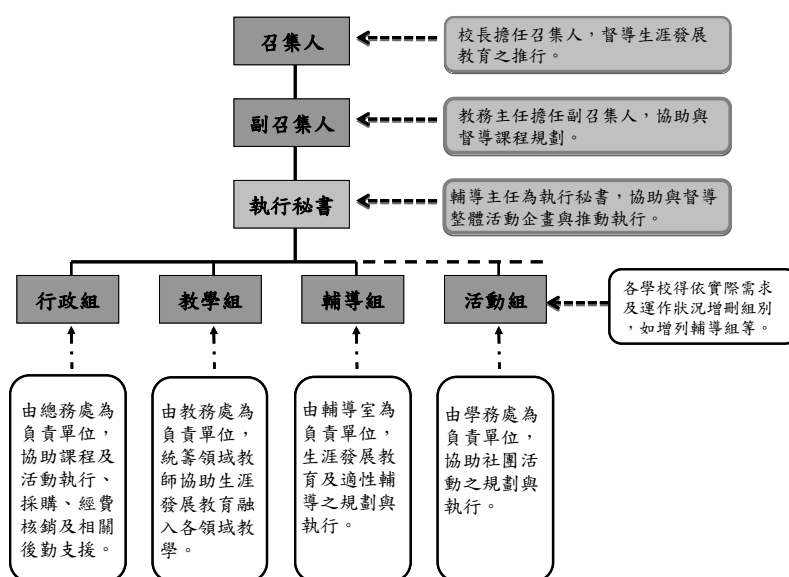 召集人
校長擔任召集人，督導生涯發展
教育之推行。
副召集人
教務主任擔任副召集人，協助與
督導課程規劃。
執行秘書
輔導主任為執行秘書，協助與督導
整體活動企畫與推動執行。
行政組
教學組
輔導組
活動組
各學校得依實際需求
及運作狀況增刪組別
，如增列輔導組等。
由總務處為
負責單位，
協助課程及
活動執行、
採購、經費
核銷及相關
後勤支援。
由教務處為
負責單位，
統籌領域教
師協助生涯
發展教育融
入各領域教
學。
由輔導室為
負責單位，
生涯發展教
育及適性輔
導之規劃與
執行。
由學務處為
負責單位，
協助社團活
動之規劃與
執行。